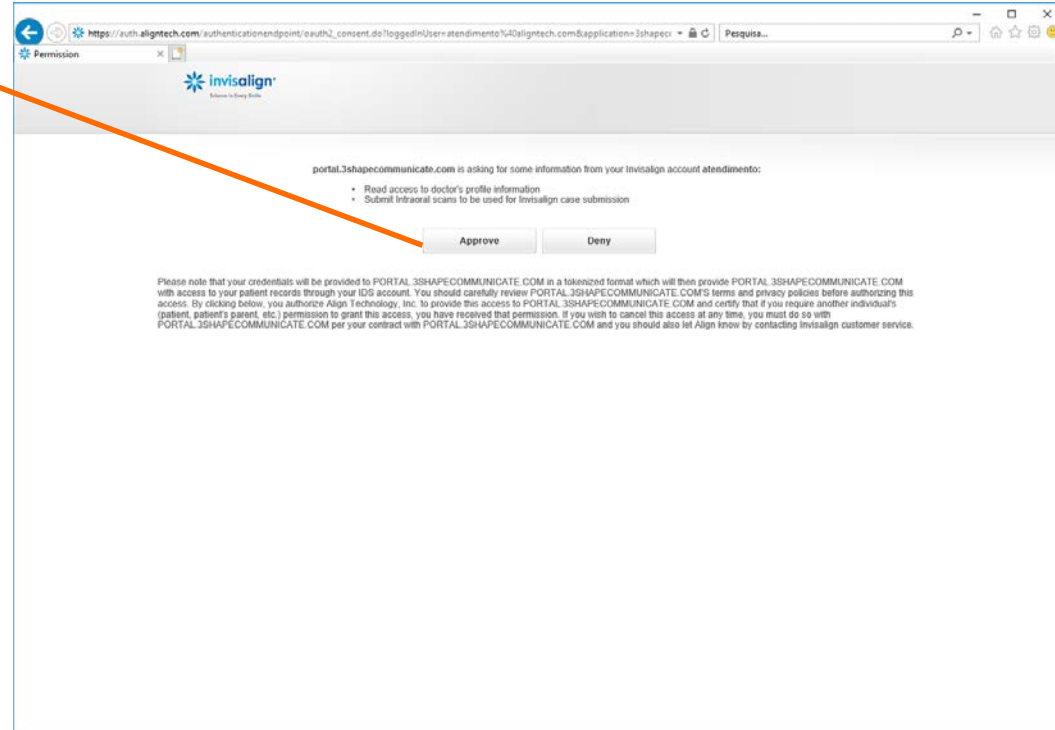 https://auth.aligntech.com/authenticationendpoint/oauth2_consent.do?loggedInUser=atendimento%40aligntech.com&application=3shapec
Pesquisa...
Permission
invisalign
portal.3shapecommunicate.com is asking for some information from your Invisalign account atendimento:
• Read access to doctor's profile information
• Submit Intraoral scans to be used for Invisalign case submission
Approve Deny
Please note that your credentials will be provided to PORTAL.3SHAPECOMMUNICATE.COM in a tokenized format which will then provide PORTAL.3SHAPECOMMUNICATE.COM
with access to your patient records through your IDS account. You should carefully review PORTAL.3SHAPECOMMUNICATE.COM'S terms and privacy policies before authorizing this
access. By clicking below, you authorize Align Technology, Inc. to provide this access to PORTAL.3SHAPECOMMUNICATE.COM and certify that if you require another individual's
(patient, patient's parent, etc.) permission to grant this access, you have received that permission. If you wish to cancel this access at any time, you must do so with
PORTAL.3SHAPECOMMUNICATE.COM per your contract with PORTAL.3SHAPECOMMUNICATE.COM and you should also let Align know by contacting Invisalign customer service.